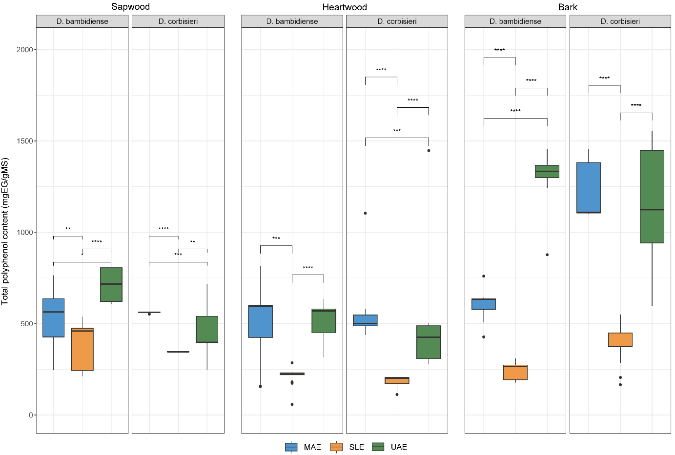 Sapwood
Heartwood
Bark
D. bambidiense
D. corbisieri
D. bambidiense
D. corbisieri
D. bambidiense
D. corbisieri
Total polyphenol content (mgEG/gMS)
2000
1500
1000
500
0
**
****
*
****
**
***
***
****
****
****
***
****
****
****
****
****
MAE
SLE
UAE